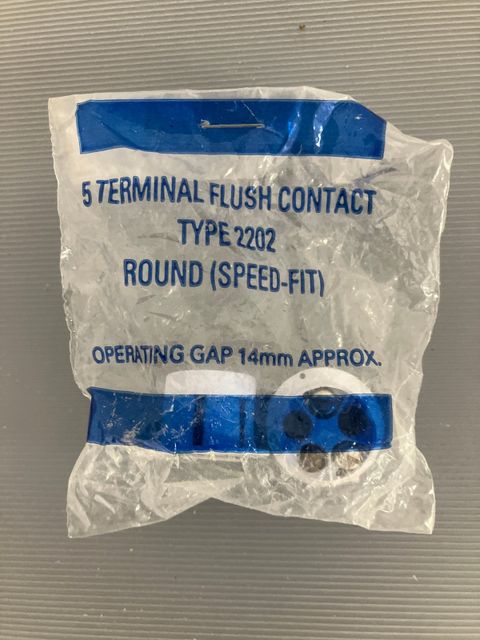 5 TERMINAL FLUSH CONTACT
TYPE 2202
ROUND (SPEED-FIT)
OPERATING GAP 14mm APPROX.